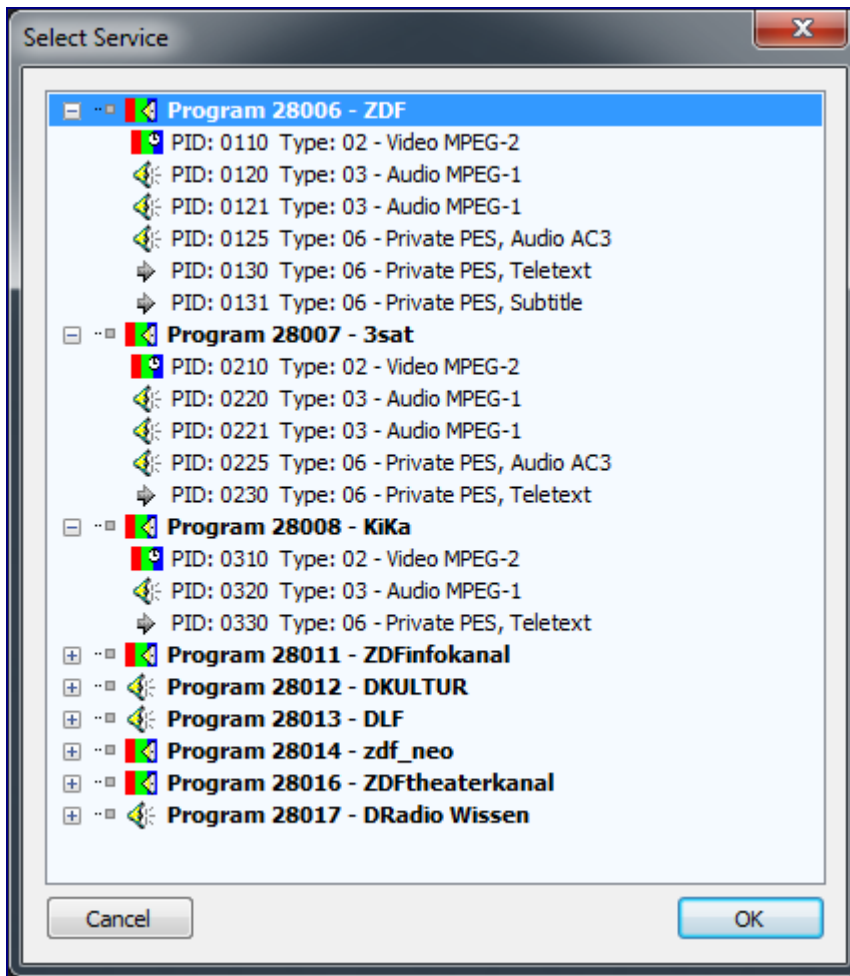 Select Service
Program 28006 - ZDF
PID: 0110 Type: 02 - Video MPEG-2
PID: 0120 Type: 03 - Audio MPEG-1
PID: 0121 Type: 03 - Audio MPEG-1
PID: 0125 Type: 06 - Private PES, Audio AC3
PID: 0130 Type: 06 - Private PES, Teletext
PID: 0131 Type: 06 - Private PES, Subtitle
Program 28007 - 3sat
PID: 0210 Type: 02 - Video MPEG-2
PID: 0220 Type: 03 - Audio MPEG-1
PID: 0221 Type: 03 - Audio MPEG-1
PID: 0225 Type: 06 - Private PES, Audio AC3
PID: 0230 Type: 06 - Private PES, Teletext
Program 28008 - KiKa
PID: 0310 Type: 02 - Video MPEG-2
PID: 0320 Type: 03 - Audio MPEG-1
PID: 0330 Type: 06 - Private PES, Teletext
Program 28011 - ZDFinfokanal
Program 28012 - DKULTUR
Program 28013 - DLF
Program 28014 - zdf_neo
Program 28016 - ZDFtheaterkanal
Program 28017 - DRadio Wissen
Cancel OK